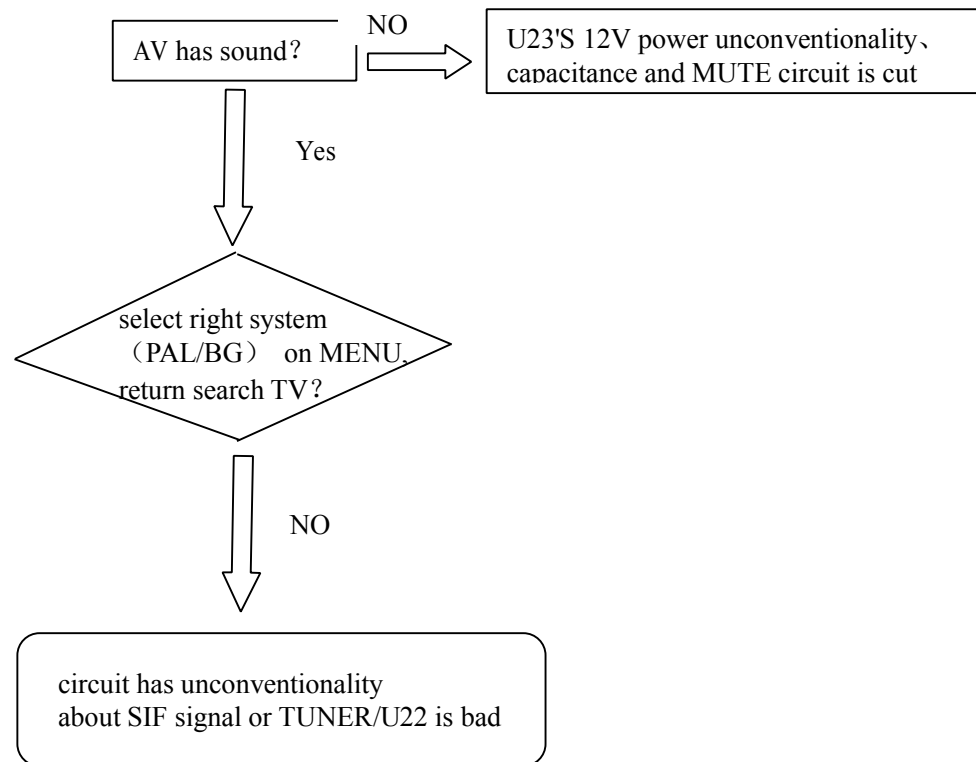 AV has sound？
NO
U23'S 12V power unconventionality、
capacitance and MUTE circuit is cut
Yes
select right system
（PAL/BG） on MENU,
return search TV？
NO
circuit has unconventionality
about SIF signal or TUNER/U22 is bad